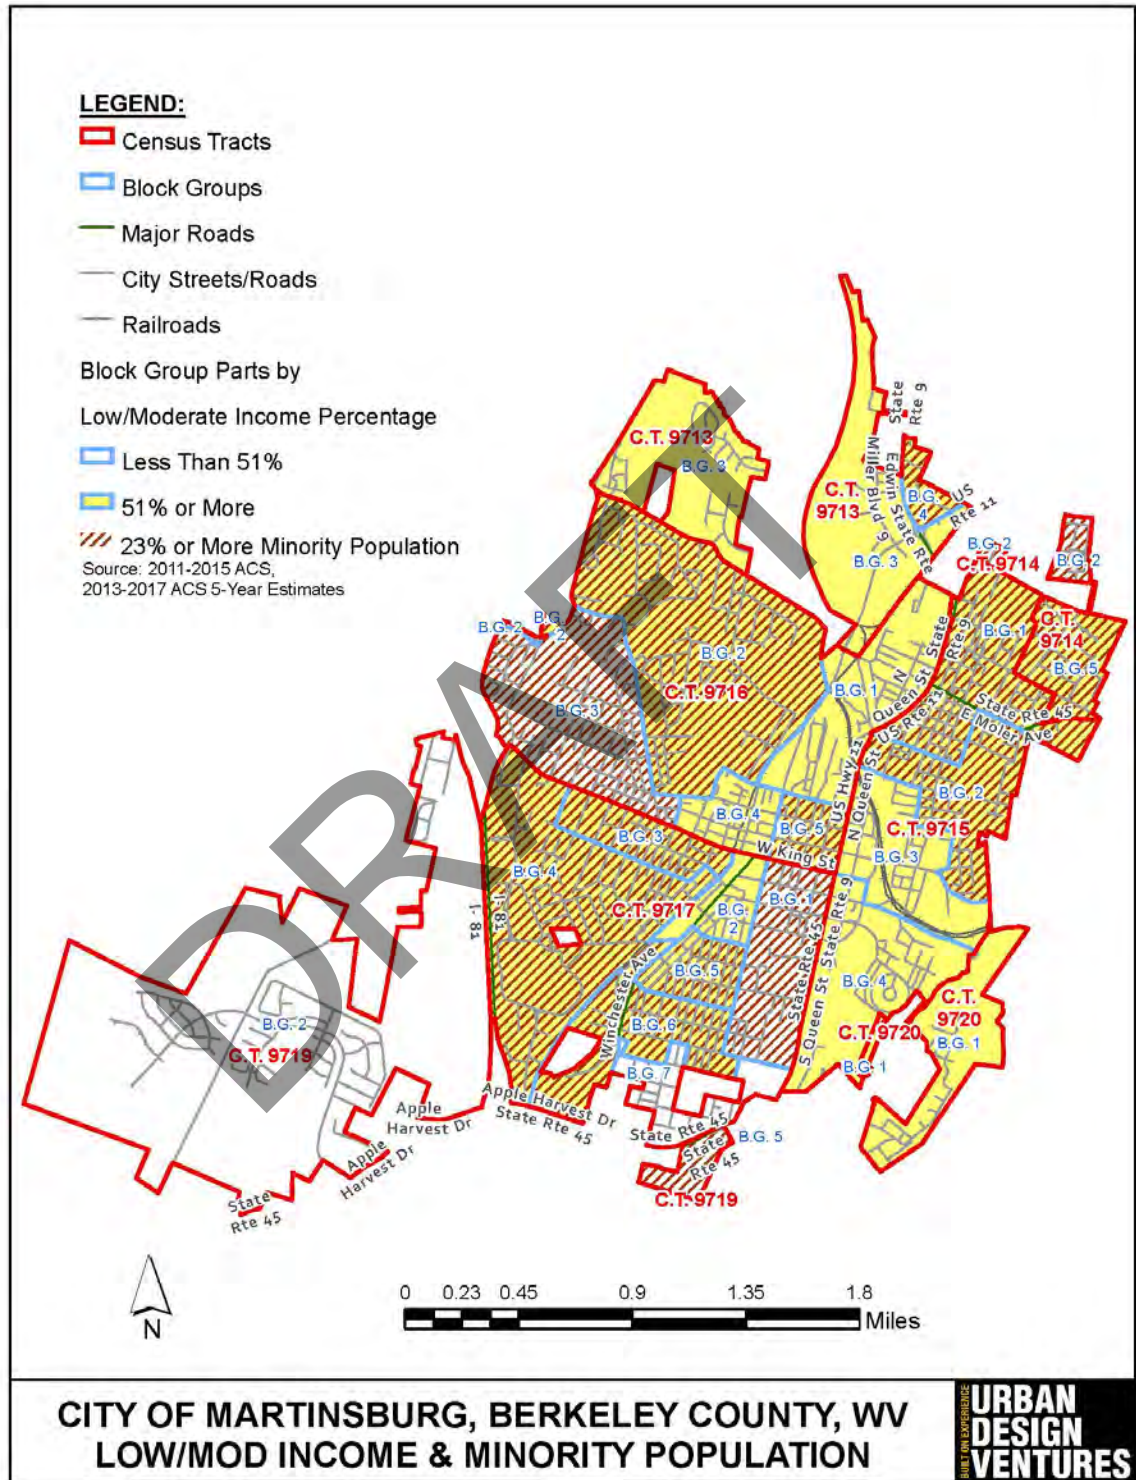 LEGEND:
Census Tracts
Block Groups
Major Roads
City Streets/Roads
Railroads
Block Group Parts by
Low/Moderate Income Percentage
Less Than 51%
51% or More
23% or More Minority Population
Source: 2011-2015 ACS,
2013-2017 ACS 5-Year Estimates
DRAFT
C.T. 9713
B.G. 3
State
Rte 9
Miller Blvd
Edwin
State Rte 9
C.T.
9713
B.G. 3
B.G.
4
US
Rte 11
B.G. 2
C.T. 9714
B.G. 2
B.G. 2
B.G.
2
B.G. 2
C.T. 9716
B.G. 3
B.G. 1
N
Queen St
State
Rte 9
US Rte 11
B.G. 1
C.T.
9714
B.G. 5
State Rte 45
E Moler Ave
B.G. 2
B.G. 4
B.G. 5
US Hwy 11
N Queen St
C.T. 9715
B.G. 3
W King St
B.G. 3
B.G. 4
C.T. 9717
B.G.
2
B.G. 1
I- 81
I- 81
B.G. 5
Winchester Ave
B.G. 6
B.G. 7
State Rte 45
S Queen St
State Rte 9
B.G. 4
C.T. 9720
B.G. 1
C.T.
9720
B.G. 1
B.G. 2
C.T. 9719
Apple
Harvest Dr
Apple Harvest Dr
State Rte 45
State Rte 45
B.G. 5
State
Rte 45
Apple
Harvest Dr
State
Rte 45
C.T. 9719
N
0 0.23 0.45 0.9 1.35 1.8
Miles
CITY OF MARTINSBURG, BERKELEY COUNTY, WV
LOW/MOD INCOME & MINORITY POPULATION
BUILT ON EXPERIENCE
URBAN
DESIGN
VENTURES